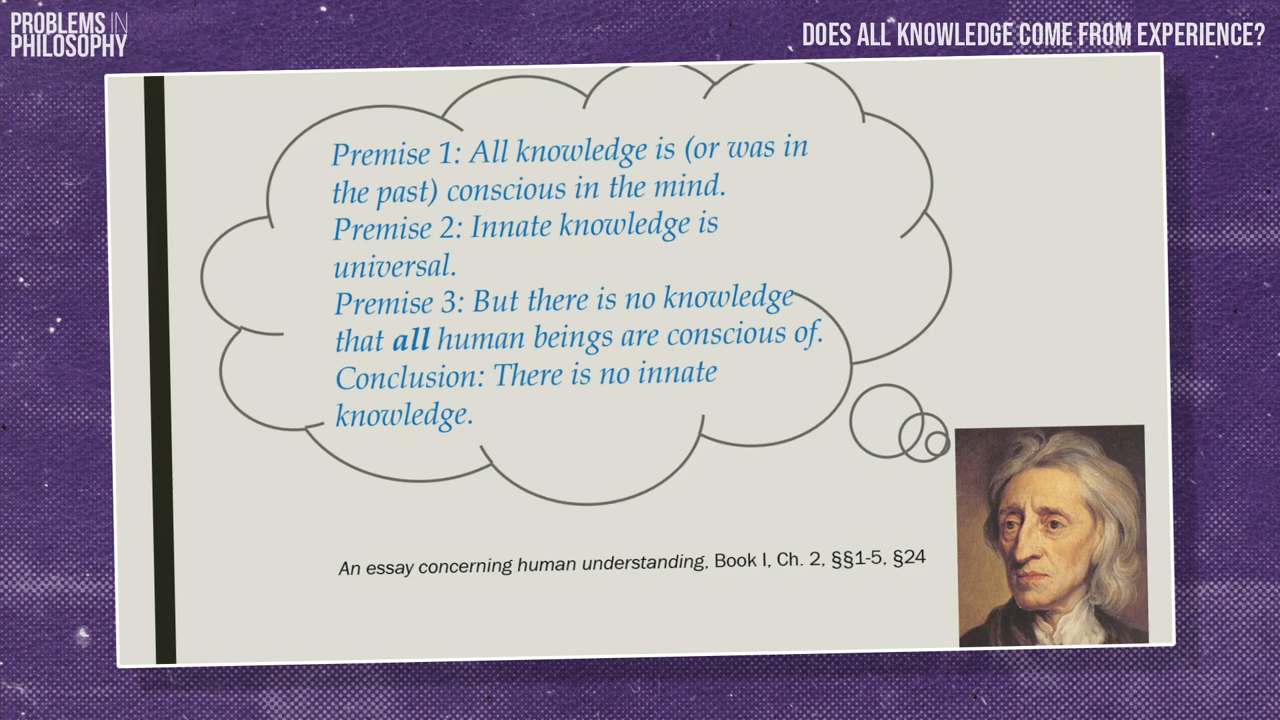 PROBLEMS IN
PHILOSOPHY
DOES ALL KNOWLEDGE COME FROM EXPERIENCE?
Premise 1: All knowledge is (or was in
the past) conscious in the mind.
Premise 2: Innate knowledge is
universal.
Premise 3: But there is no knowledge
that all human beings are conscious of.
Conclusion: There is no innate
knowledge.
An essay concerning human understanding, Book I, Ch. 2, §§1-5, §24